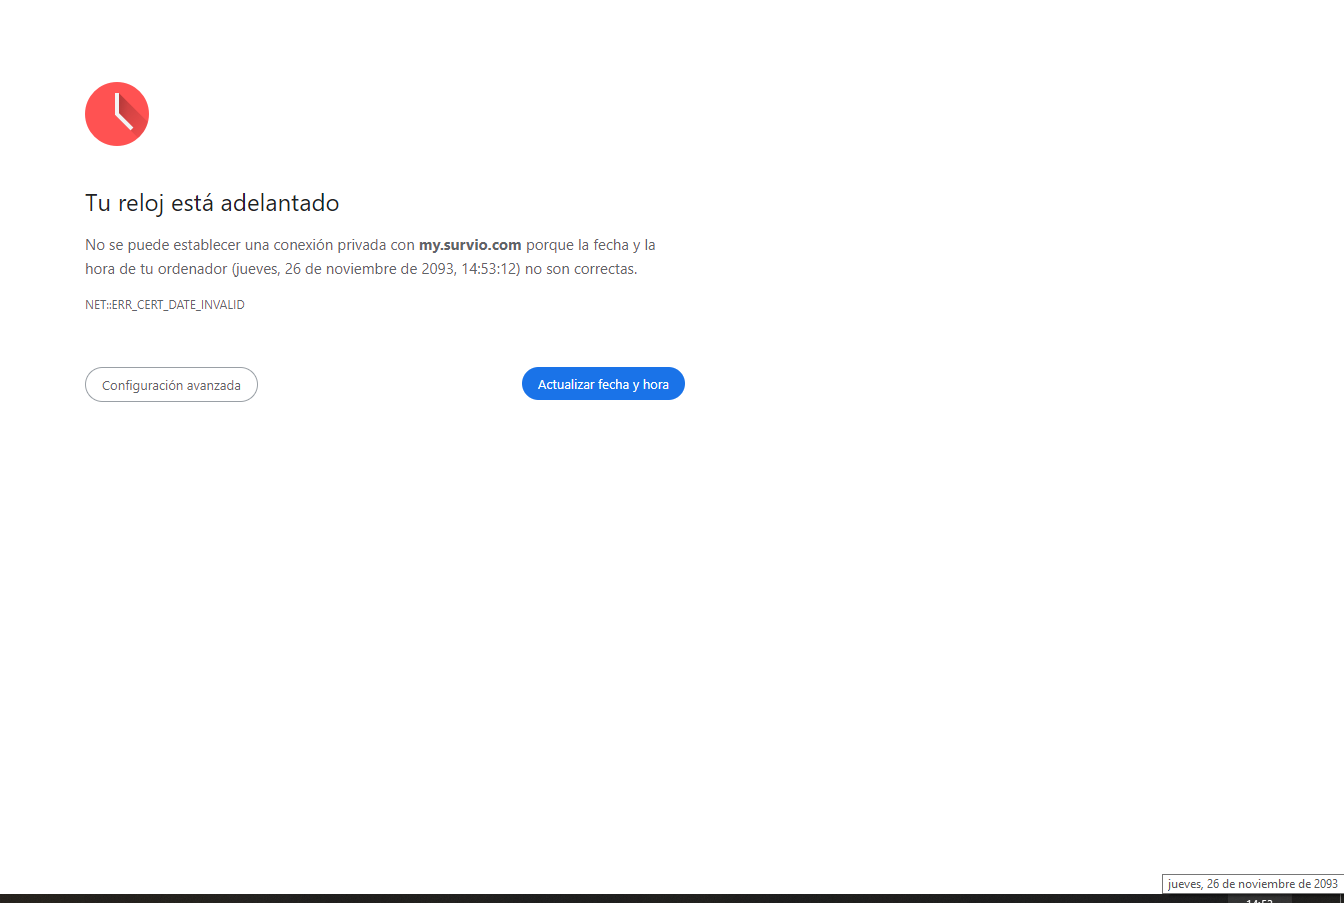 Tu reloj está adelantado
No se puede establecer una conexión privada con my.survio.com porque la fecha y la
hora de tu ordenador (jueves, 26 de noviembre de 2093, 14:53:12) no son correctas.
NET::ERR_CERT_DATE_INVALID
Configuración avanzada
Actualizar fecha y hora
jueves, 26 de noviembre de 2093